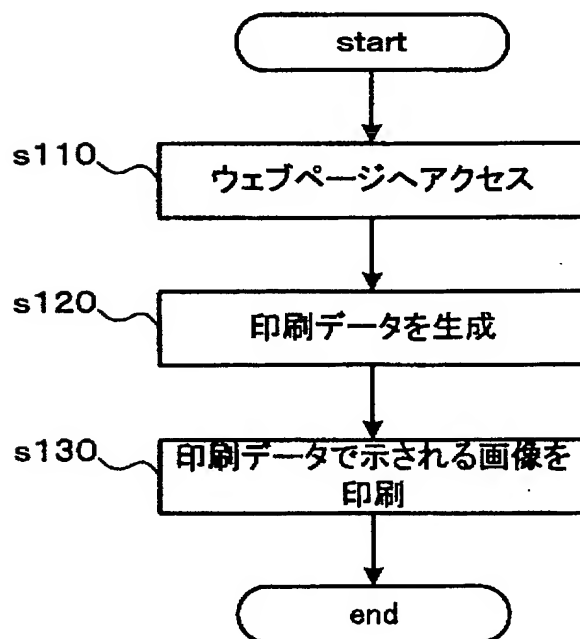 start
s110
ウェブページへアクセス
s120
印刷データを生成
s130
印刷データで示される画像を
印刷
end